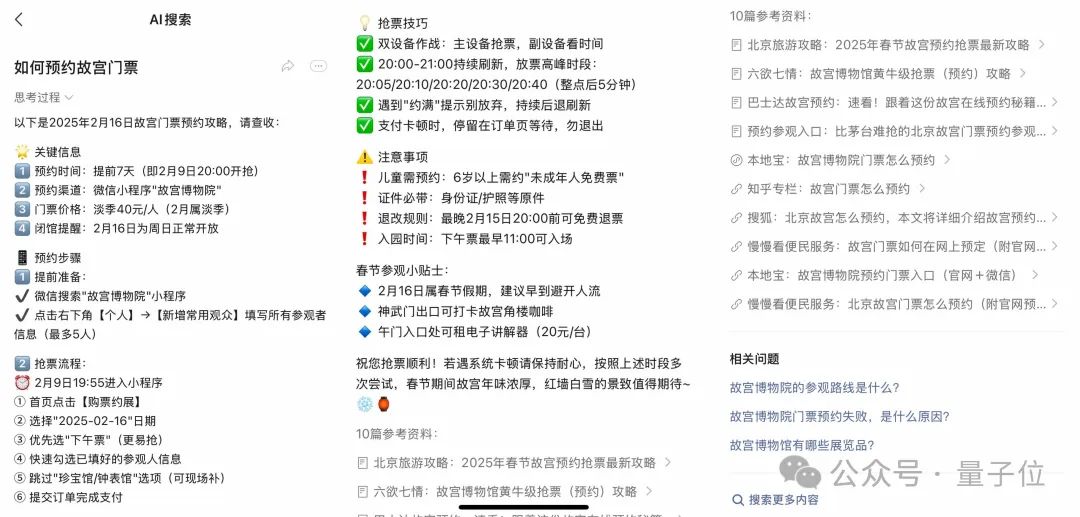 AI搜索
如何预约故宫门票
思考过程
以下是2025年2月16日故宫门票预约攻略，请查收：
关键信息
1 预约时间：提前7天（即2月9日20:00开抢）
2 预约渠道：微信小程序"故宫博物院"
3 门票价格：淡季40元/人（2月属淡季）
4 闭馆提醒：2月16日为周日正常开放
预约步骤
1 提前准备：
✔ 微信搜索"故宫博物院"小程序
✔ 点击右下角【个人】→【新增常用观众】填写所有参观者
信息（最多5人）
2 抢票流程：
2月9日19:55进入小程序
① 首页点击【购票约展】
② 选择"2025-02-16"日期
③ 优先选"下午票"（更易抢）
④ 快速勾选已填好的参观人信息
⑤ 跳过"珍宝馆/钟表馆"选项（可现场补）
⑥ 提交订单完成支付
抢票技巧
✅ 双设备作战：主设备抢票，副设备看时间
✅ 20:00-21:00持续刷新，放票高峰时段：
20:05/20:10/20:20/20:30/20:40（整点后5分钟）
✅ 遇到"约满"提示别放弃，持续后退刷新
✅ 支付卡顿时，停留在订单页等待，勿退出
⚠️ 注意事项
❗ 儿童需预约：6岁以上需约"未成年人免费票"
❗ 证件必带：身份证/护照等原件
❗ 退改规则：最晚2月15日20:00前可免费退票
❗ 入园时间：下午票最早11:00可入场
春节参观小贴士：
🔷 2月16日属春节假期，建议早到避开人流
🔷 神武门出口可打卡故宫角楼咖啡
🔷 午门入口处可租电子讲解器（20元/台）
祝您抢票顺利！若遇系统卡顿请保持耐心，按照上述时段多
次尝试，春节期间故宫年味浓厚，红墙白雪的景致值得期待~
10篇参考资料：
北京旅游攻略：2025年春节故宫预约抢票最新攻略
六欲七情：故宫博物馆黄牛级抢票（预约）攻略
10篇参考资料：
北京旅游攻略：2025年春节故宫预约抢票最新攻略
六欲七情：故宫博物馆黄牛级抢票（预约）攻略
巴士达故宫预约：速看！跟着这份故宫在线预约秘籍...
预约参观入口：比茅台难抢的北京故宫门票预约参观...
本地宝：故宫博物院门票怎么预约
知乎专栏：故宫门票怎么预约
搜狐：北京故宫怎么预约，本文将详细介绍故宫预约...
慢慢看便民服务：故宫门票如何在网上预定（附官网...
本地宝：故宫博物院预约门票入口（官网＋微信）
慢慢看便民服务：北京故宫门票怎么预约（附官网预...
相关问题
故宫博物院的参观路线是什么?
故宫博物院门票预约失败，是什么原因?
故宫博物馆有哪些展览品?
搜索更多内容
公众号 · 量子位